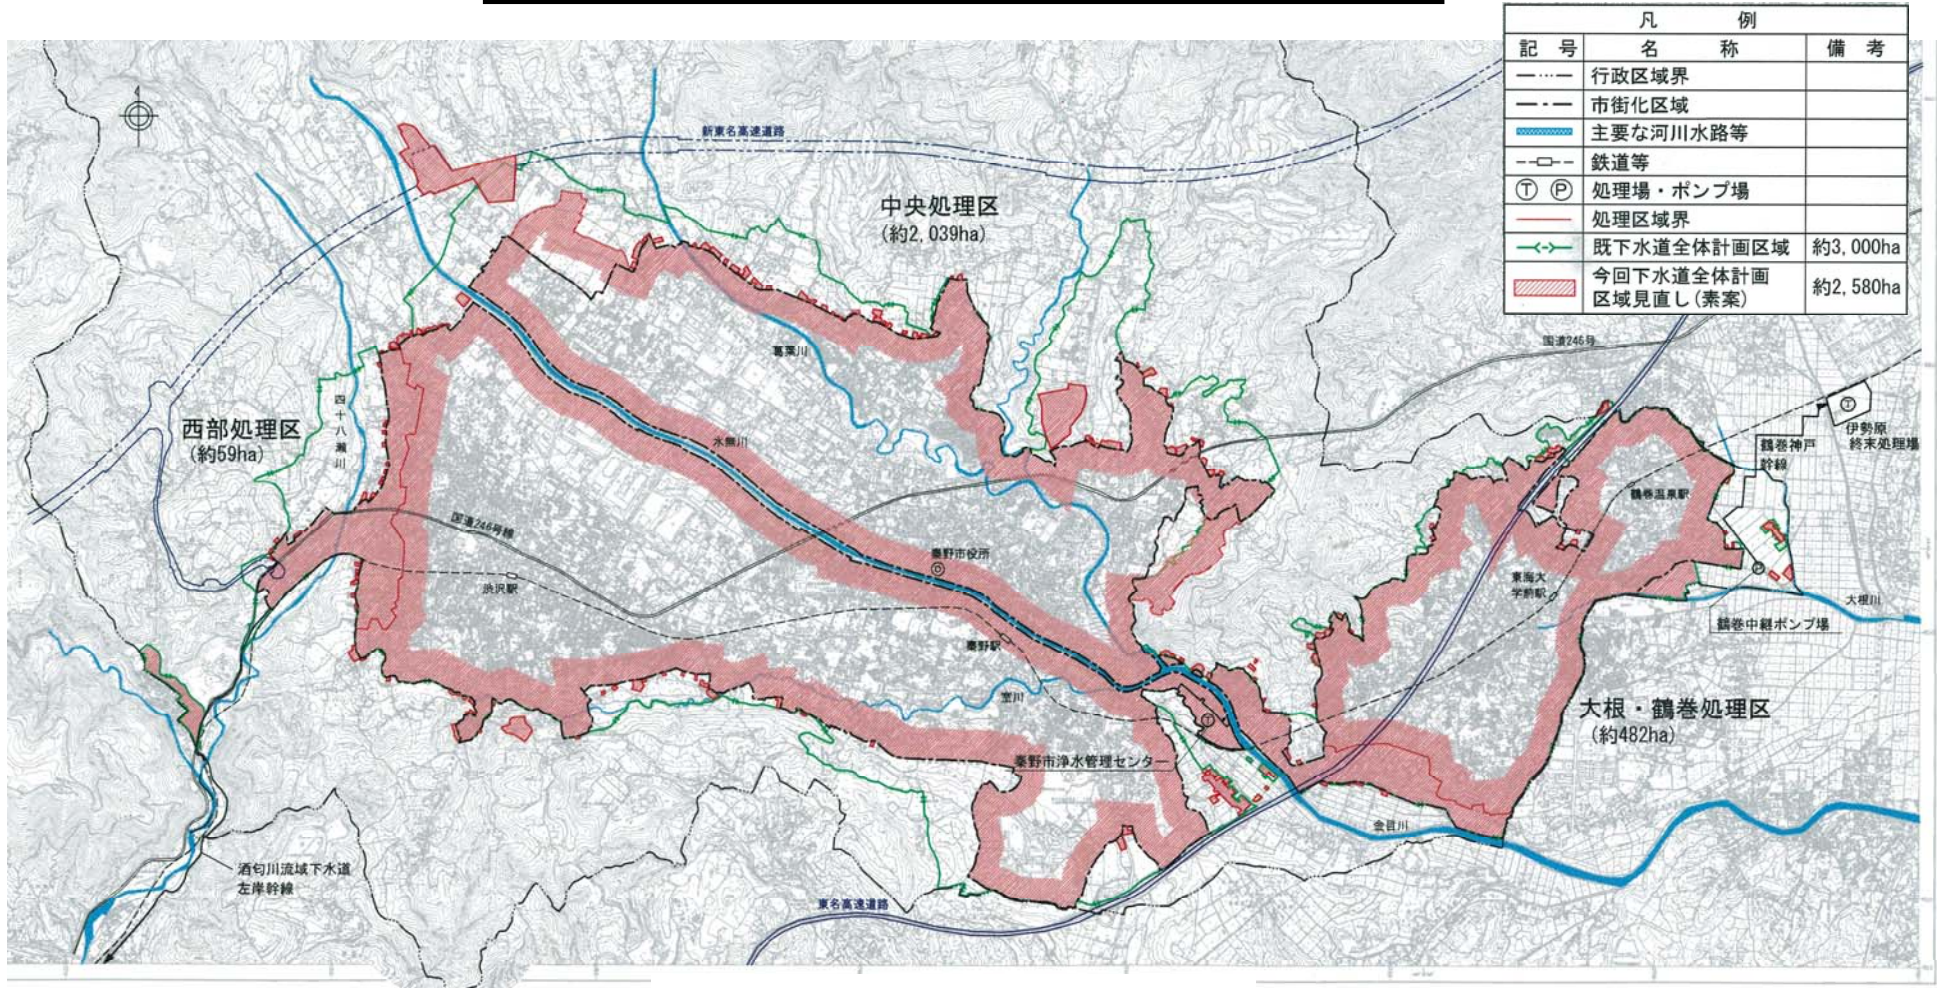 凡 例
記 号 名 称 備 考
行政区域界
市街化区域
主要な河川水路等
鉄道等
Ⓣ Ⓟ 処理場・ポンプ場
処理区域界
既下水道全体計画区域 約3,000ha
今回下水道全体計画
区域見直し(素案) 約2,580ha
新東名高速道路
中央処理区
(約2,039ha)
国道246号
葛葉川
四十八瀬川
西部処理区
(約59ha)
水無川
Ⓣ
伊勢原
終末処理場
鶴巻神戸
幹線
鶴巻温泉駅
国道246号線
秦野市役所
渋沢駅
Ⓟ
東海大
学前駅
大根川
鶴巻中継ポンプ場
秦野駅
室川
大根・鶴巻処理区
(約482ha)
Ⓣ
秦野市浄水管理センター
金目川
酒匂川流域下水道
左岸幹線
東名高速道路